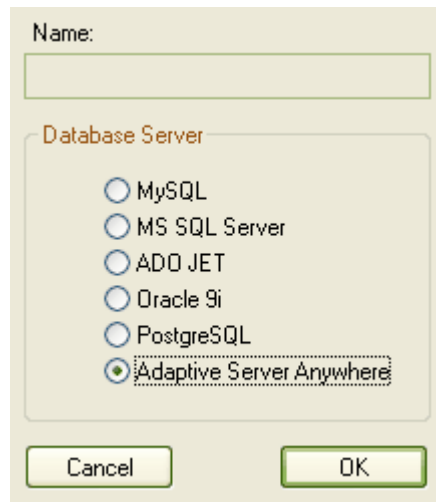 Name:
Database Server
MySQL
MS SQL Server
ADO JET
Oracle 9i
PostgreSQL
Adaptive Server Anywhere
Cancel OK